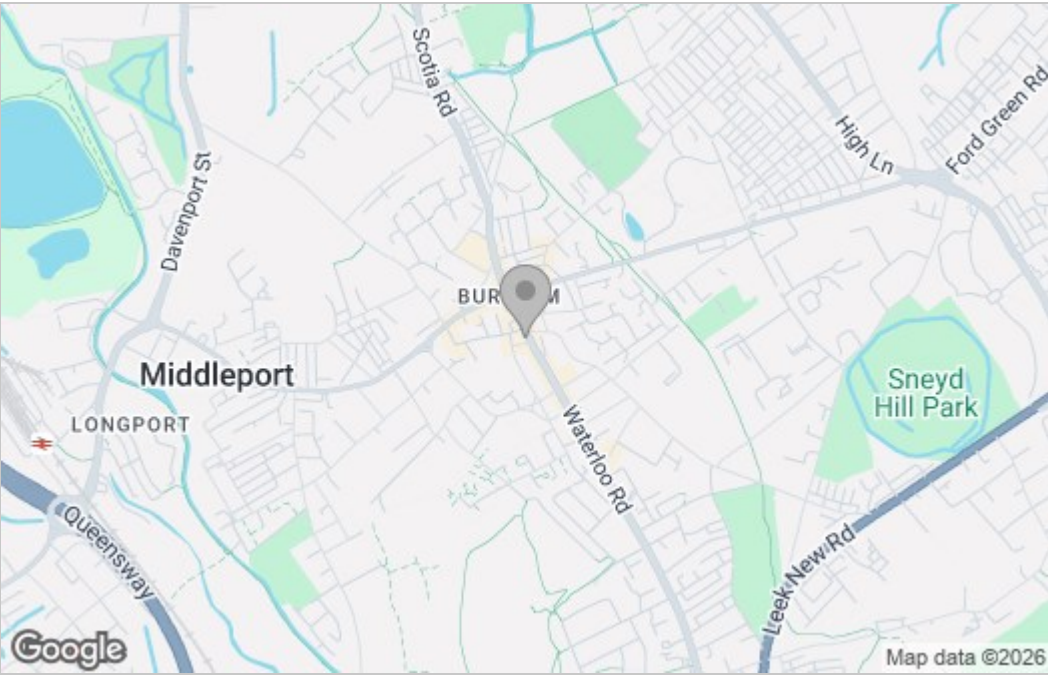 Scotia Rd
High Ln
Ford Green Rd
Davenport St
Middleport
LONGPORT
Sneyd
Hill Park
Waterloo Rd
Queensway
Leek New Rd
Google
Map data ©2026